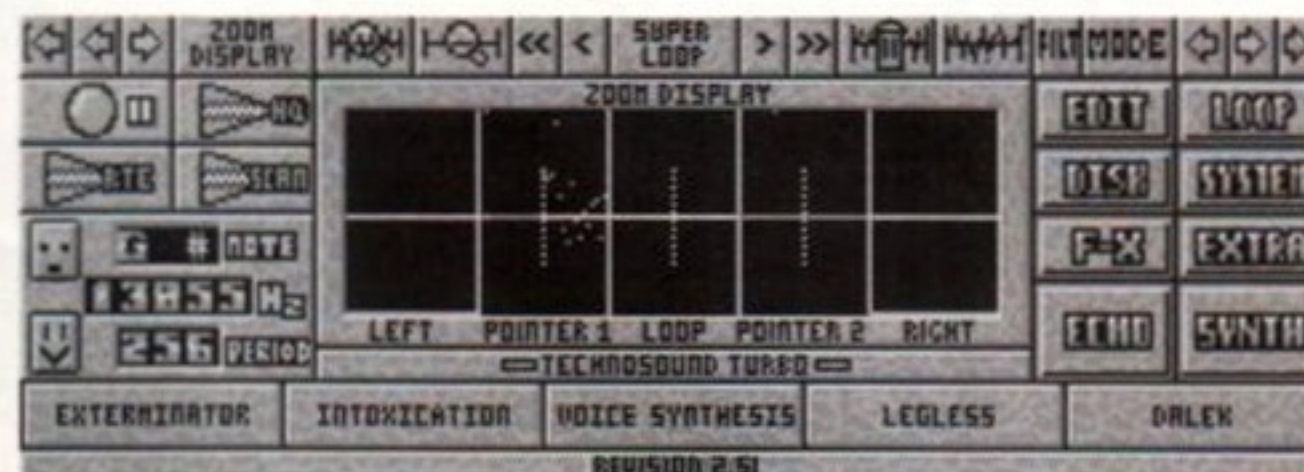 ZOOM DISPLAY
<< < SUPER LOOP > >> FILT MODE
ZOOM DISPLAY
HQ
EDIT LOOP
RTE SCAN
DISK SYSTEM
G # NOTE
F-X EXTRA
13855 Hz
LEFT POINTER 1 LOOP POINTER 2 RIGHT
256 PERIOD
ECHO SYNTH
TECHNOSOUND TURBO
EXTERMINATOR INTOXICATION VOICE SYNTHESIS LEGLESS DALEK
REVISION 2.51